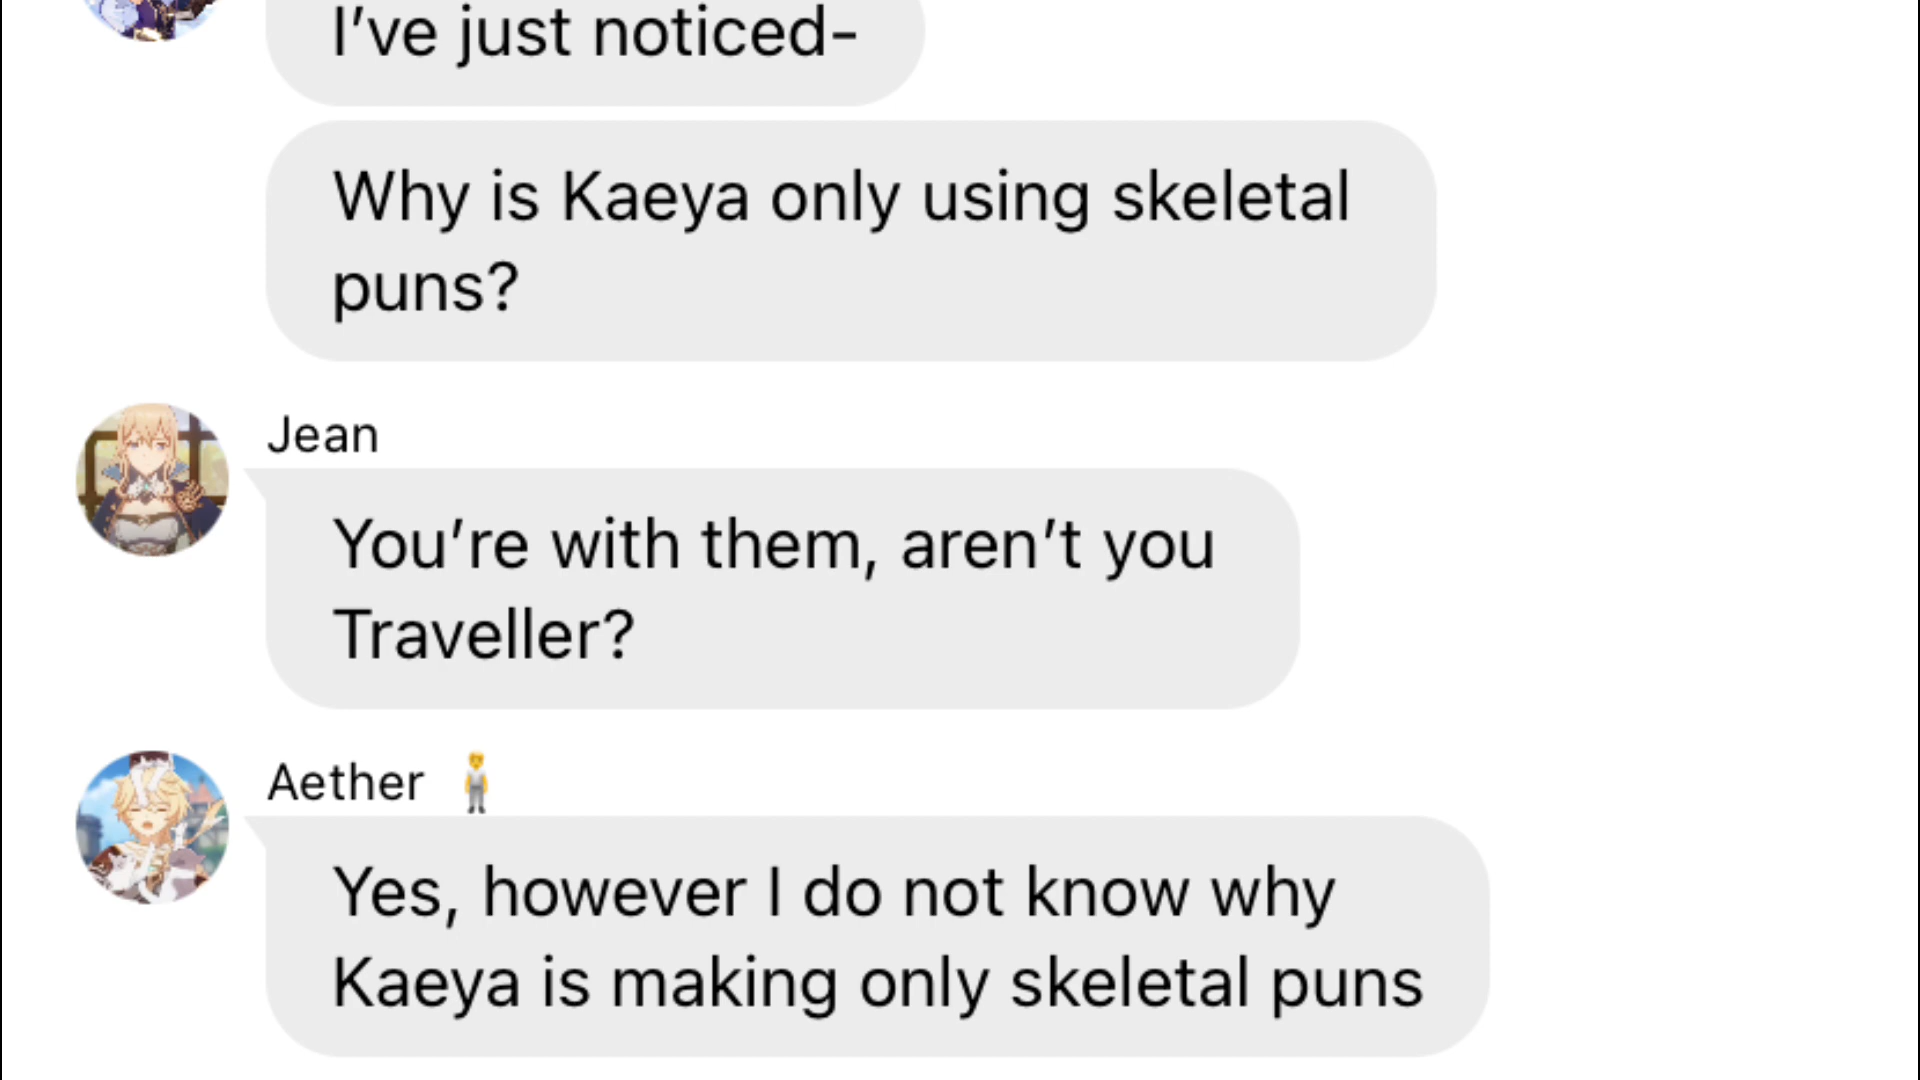 I’ve just noticed-
Why is Kaeya only using skeletal
puns?
Jean
You’re with them, aren’t you
Traveller?
Aether 🧍
Yes, however I do not know why
Kaeya is making only skeletal puns